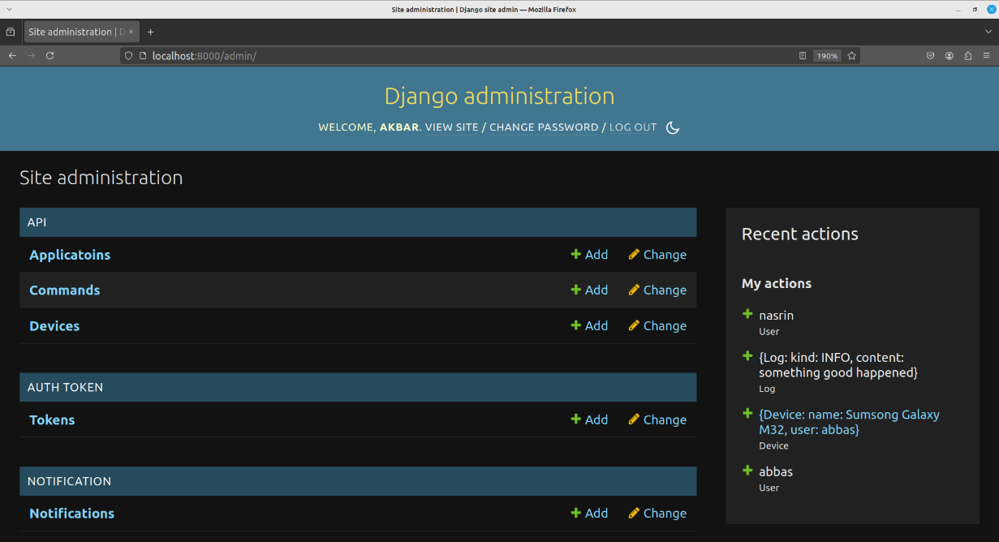 Site administration | Django site admin — Mozilla Firefox
Site administration | D
localhost:8000/admin/
190%
Django administration
WELCOME, AKBAR. VIEW SITE / CHANGE PASSWORD / LOG OUT
Site administration
API
Applicatoins Add Change
Commands Add Change
Devices Add Change
AUTH TOKEN
Tokens Add Change
NOTIFICATION
Notifications Add Change
Recent actions
My actions
nasrin
User
{Log: kind: INFO, content:
something good happened}
Log
{Device: name: Sumsong Galaxy
M32, user: abbas}
Device
abbas
User